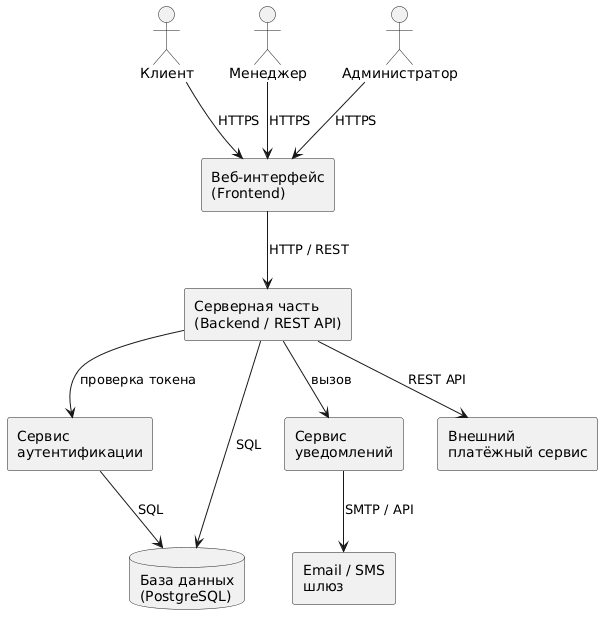 Клиент
Менеджер
Администратор
HTTPS
HTTPS
HTTPS
Веб-интерфейс
(Frontend)
HTTP / REST
Серверная часть
(Backend / REST API)
проверка токена
вызов
REST API
Сервис
аутентификации
SQL
Сервис
уведомлений
Внешний
платёжный сервис
SQL
SMTP / API
База данных
(PostgreSQL)
Email / SMS
шлюз